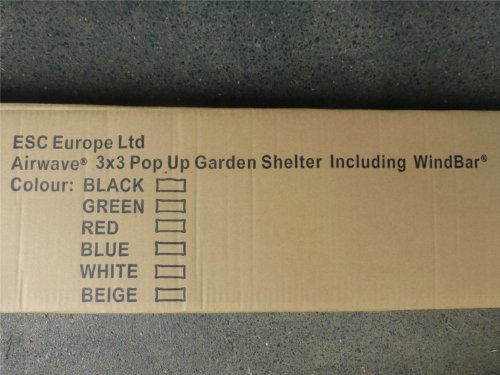 ESC Europe Ltd
Airwave® 3x3 Pop Up Garden Shelter Including WindBar®
Colour: BLACK
GREEN
RED
BLUE
WHITE
BEIGE